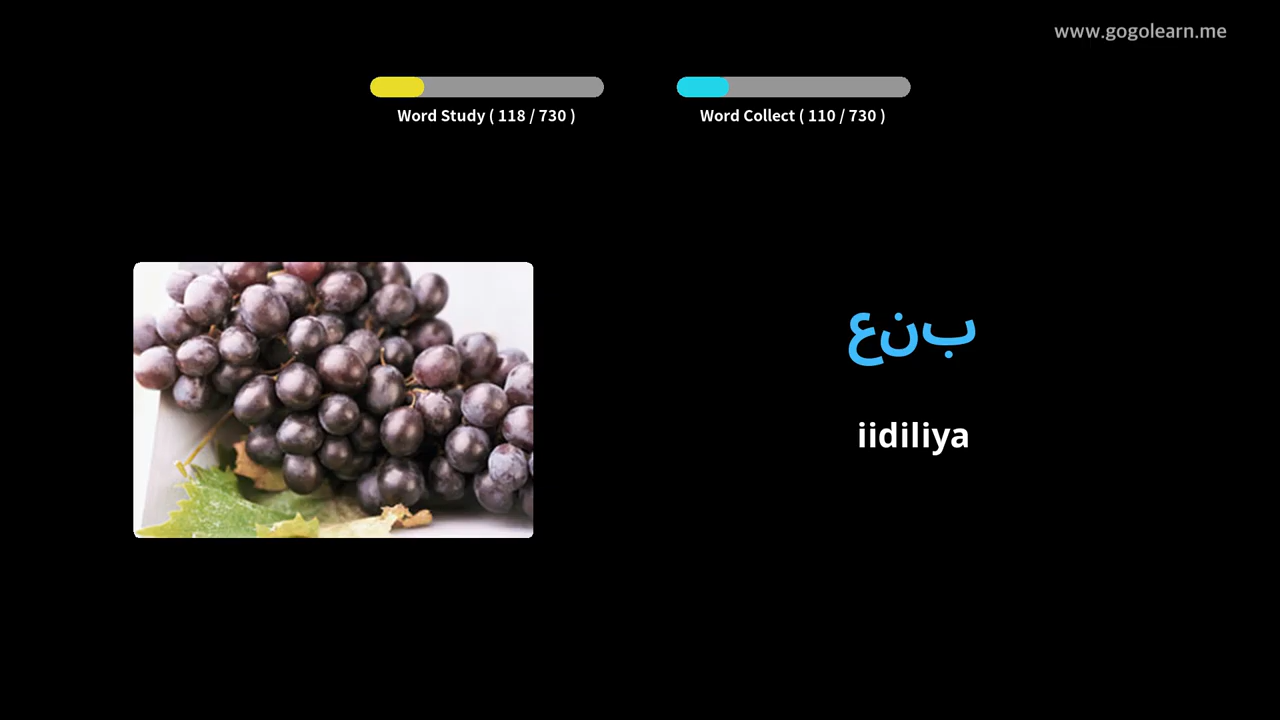 www.gogolearn.me
Word Study ( 118 / 730 )
Word Collect ( 110 / 730 )
عنب
iidiliya